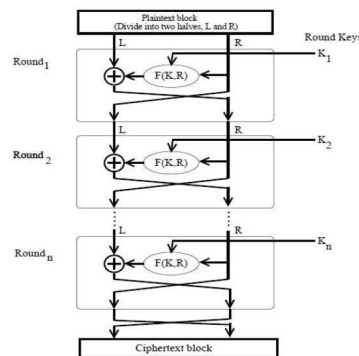 Plaintext block
(Divide into two halves, L and R)
Round Keys
L R
K1
Round1
F(K,R)
L R
K2
Round2
F(K,R)
L R
Kn
Roundn
F(K,R)
Ciphertext block